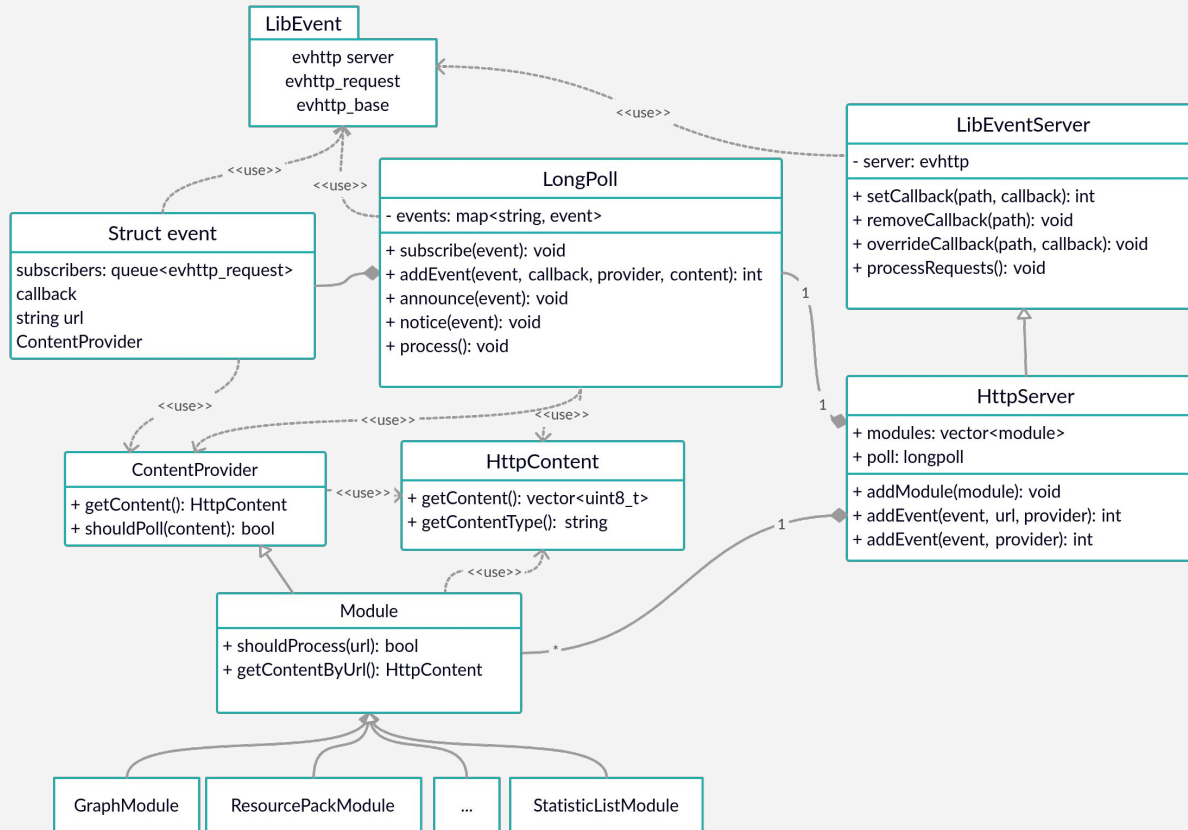 LibEvent
evhttp server
evhttp_request
evhttp_base
<<use>>
LibEventServer
- server: evhttp
+ setCallback(path, callback): int
+ removeCallback(path): void
+ overrideCallback(path, callback): void
+ processRequests(): void
<<use>>
<<use>>
LongPoll
- events: map<string, event>
+ subscribe(event): void
+ addEvent(event, callback, provider, content): int
+ announce(event): void
+ notice(event): void
+ process(): void
Struct event
subscribers: queue<evhttp_request>
callback
string url
ContentProvider
1
1
HttpServer
+ modules: vector<module>
+ poll: longpoll
+ addModule(module): void
+ addEvent(event, url, provider): int
+ addEvent(event, provider): int
<<use>>
<<use>>
<<use>>
ContentProvider
+ getContent(): HttpContent
+ shouldPoll(content): bool
<<use>>
HttpContent
+ getContent(): vector<uint8_t>
+ getContentType(): string
1
<<use>>
*
Module
+ shouldProcess(url): bool
+ getContentByUrl(): HttpContent
GraphModule
ResourcePackModule
...
StatisticListModule